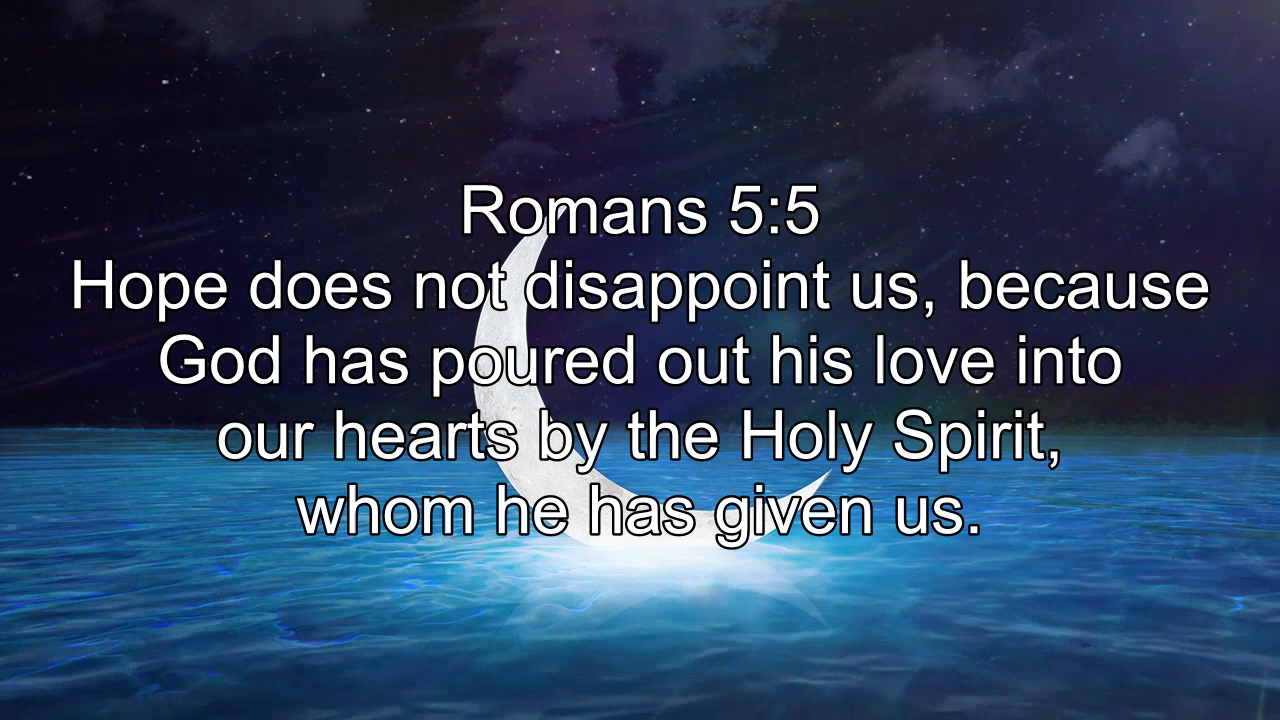 Romans 5:5
Hope does not disappoint us, because
God has poured out his love into
our hearts by the Holy Spirit,
whom he has given us.